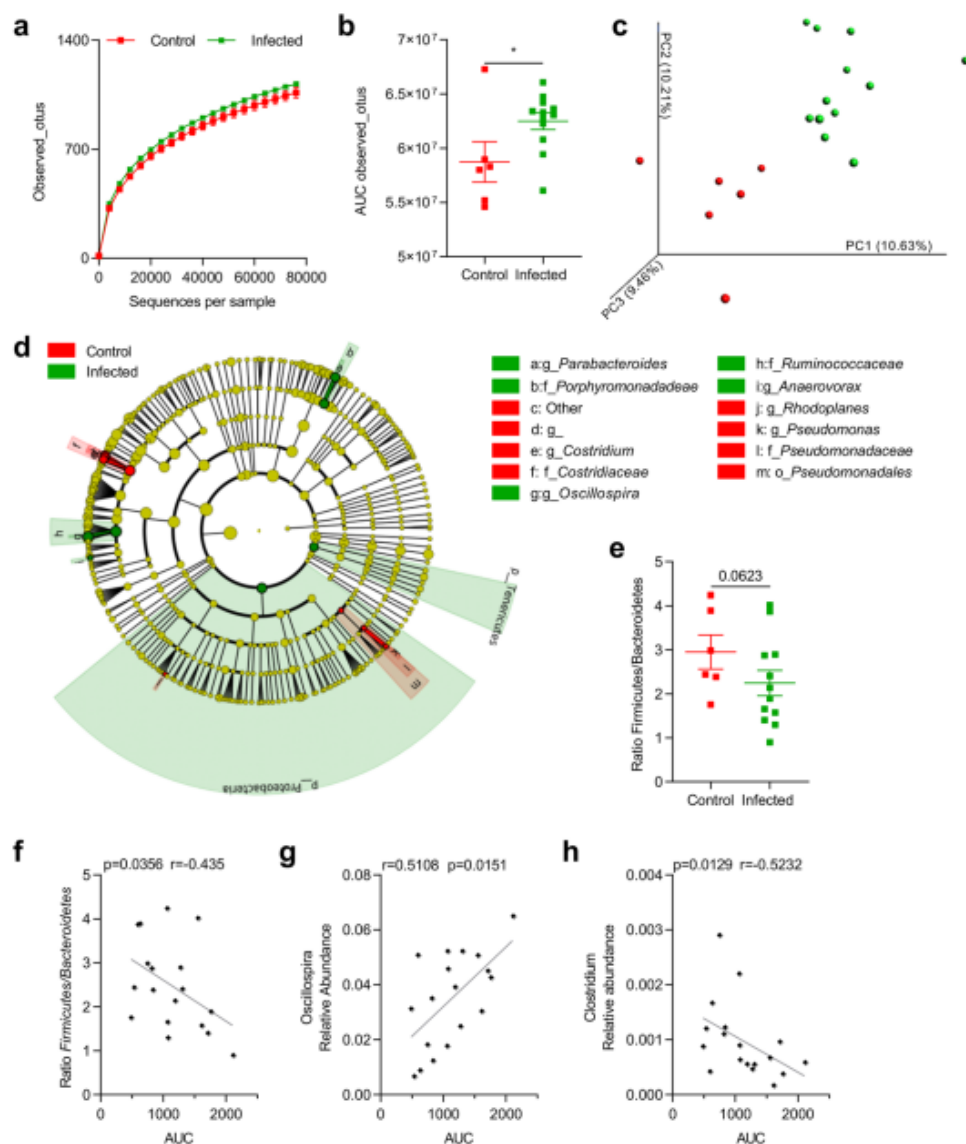 a
1400
Control
Infected
Observed_otus
700
0
0 20000 40000 60000 80000
Sequences per sample
b
7×10⁷
*
6.5×10⁷
AUC observed_otus
6×10⁷
5.5×10⁷
5×10⁷
Control Infected
c
PC2 (10.21%)
PC1 (10.63%)
PC3 (9.46%)
d
Control
Infected
b
f
h
g
i
m
p_Tenericutes
p_Proteobacteria
a:g_Parabacteroides
b:f_Porphyromonadadeae
c: Other
d: g_
e: g_Costridium
f: f_Costridiaceae
g:g_Oscillospira
h:f_Ruminococcaceae
i:g_Anaerovorax
j: g_Rhodoplanes
k: g_Pseudomonas
l: f_Pseudomonadaceae
m: o_Pseudomonadales
e
5
0.0623
4
Ratio Firmicutes/Bacteroidetes
3
2
1
0
Control Infected
f
p=0.0356 r=-0.435
5
4
Ratio Firmicutes/Bacteroidetes
3
2
1
0
0 1000 2000
AUC
g
r=0.5108 p=0.0151
0.08
0.06
Oscillospira
Relative Abundance
0.04
0.02
0.00
0 1000 2000
AUC
h
p=0.0129 r=-0.5232
0.004
0.003
Clostridium
Relative abundance
0.002
0.001
0.000
0 1000 2000
AUC